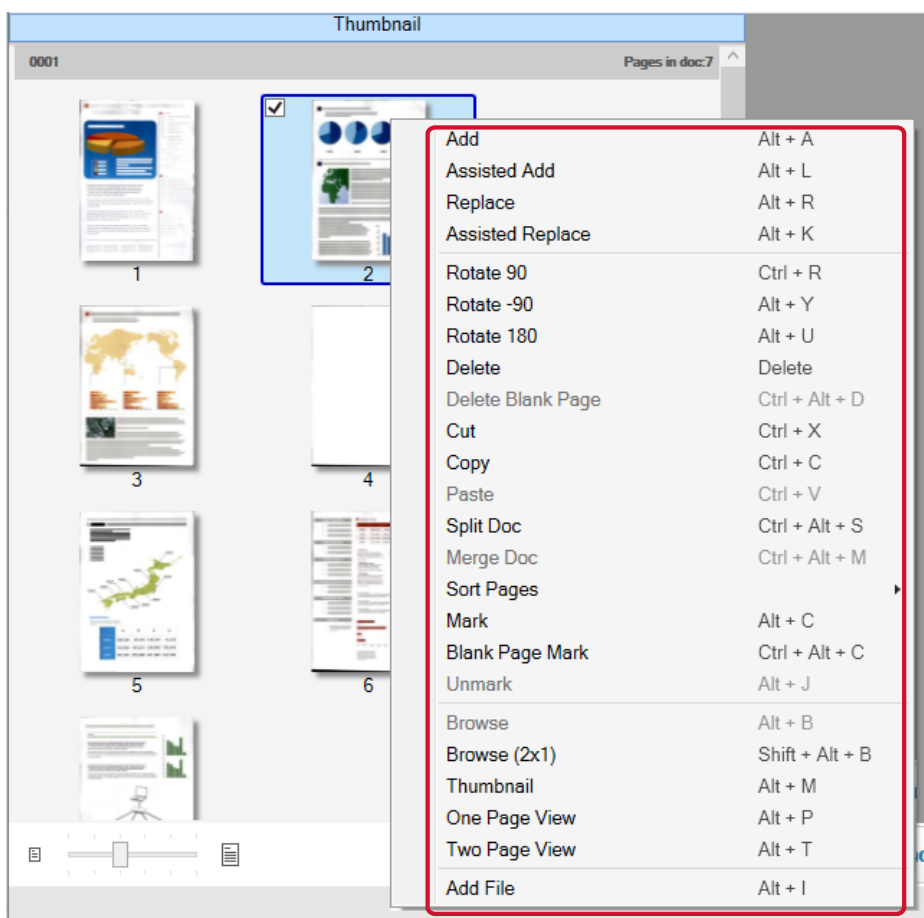 Thumbnail
0001 Pages in doc:7
1
2
3
4
5
6
Add Alt + A
Assisted Add Alt + L
Replace Alt + R
Assisted Replace Alt + K
Rotate 90 Ctrl + R
Rotate -90 Alt + Y
Rotate 180 Alt + U
Delete Delete
Delete Blank Page Ctrl + Alt + D
Cut Ctrl + X
Copy Ctrl + C
Paste Ctrl + V
Split Doc Ctrl + Alt + S
Merge Doc Ctrl + Alt + M
Sort Pages
Mark Alt + C
Blank Page Mark Ctrl + Alt + C
Unmark Alt + J
Browse Alt + B
Browse (2x1) Shift + Alt + B
Thumbnail Alt + M
One Page View Alt + P
Two Page View Alt + T
Add File Alt + I